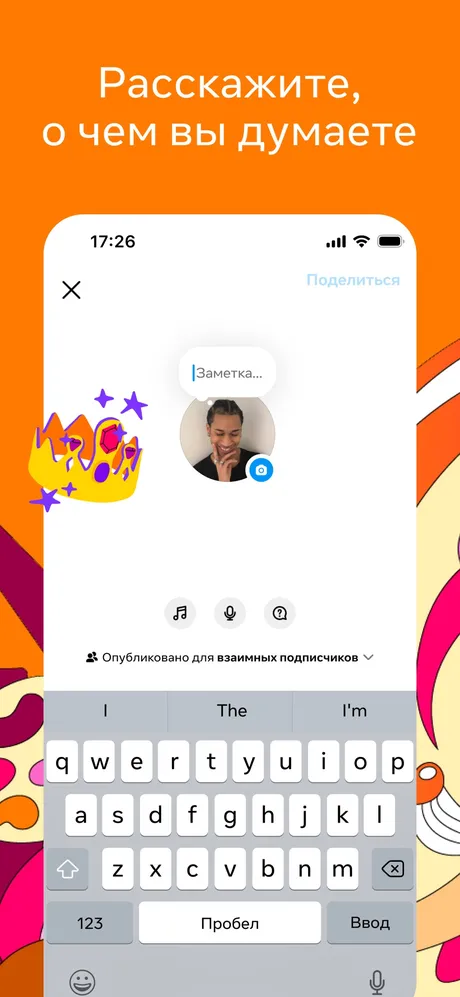 Расскажите,
о чем вы думаете
17:26
Поделиться
Заметка...
Опубликовано для взаимных подписчиков
I The I'm
q w e r t y u i o p
a s d f g h j k l
z x c v b n m
123 Пробел Ввод